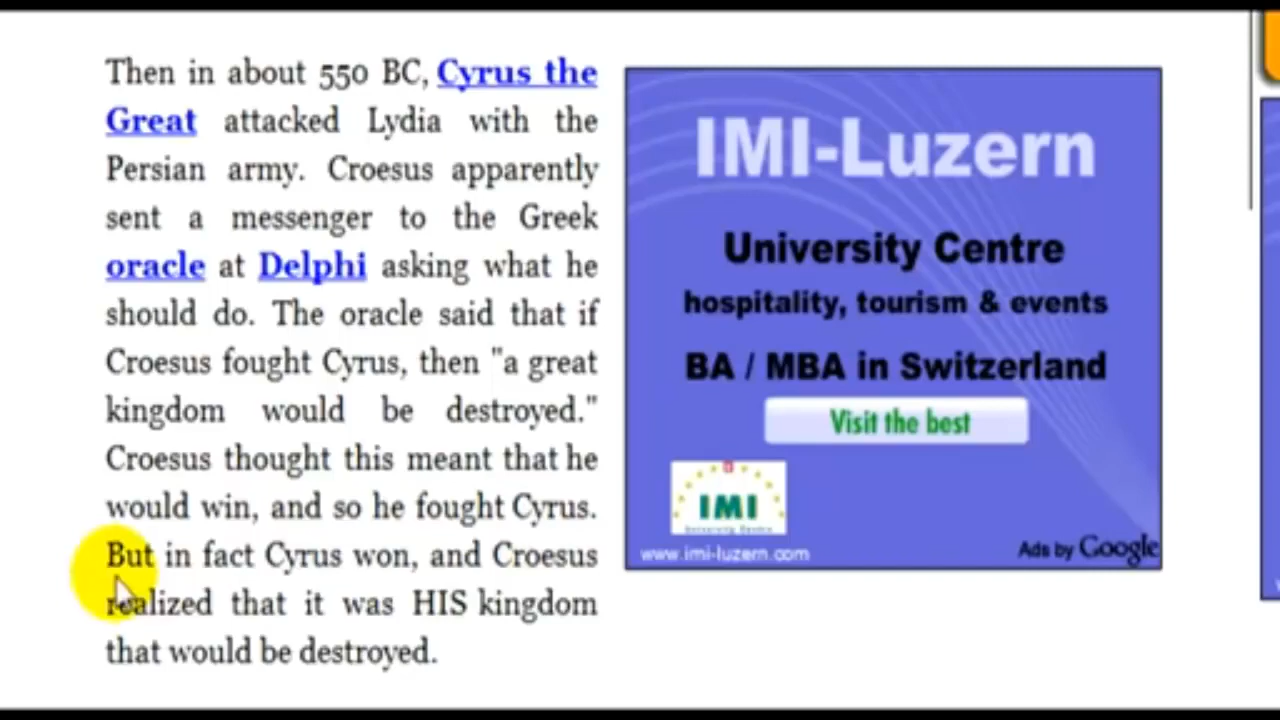 Then in about 550 BC, Cyrus the
Great attacked Lydia with the
Persian army. Croesus apparently
sent a messenger to the Greek
oracle at Delphi asking what he
should do. The oracle said that if
Croesus fought Cyrus, then "a great
kingdom would be destroyed."
Croesus thought this meant that he
would win, and so he fought Cyrus.
But in fact Cyrus won, and Croesus
realized that it was HIS kingdom
that would be destroyed.
IMI-Luzern
University Centre
hospitality, tourism & events
BA / MBA in Switzerland
Visit the best
IMI
University Centre
www.imi-luzern.com
Ads by Google